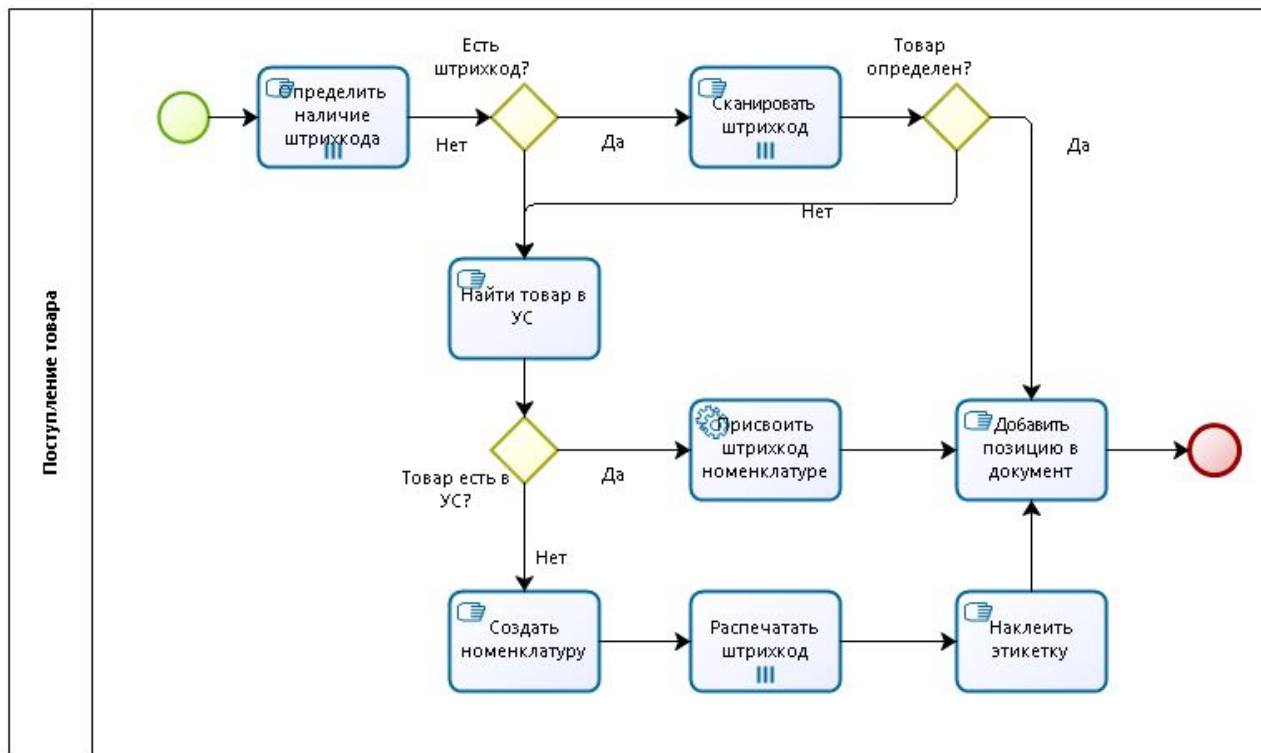 Поступление товара
Есть
штрихкод?
Товар
определен?
Определить
наличие
штрихкода
Нет
Да
Сканировать
штрихкод
Да
Нет
Найти товар в
УС
Товар есть в
УС?
Да
Присвоить
штрихкод
номенклатуре
Добавить
позицию в
документ
Нет
Создать
номенклатуру
Распечатать
штрихкод
Наклеить
этикетку